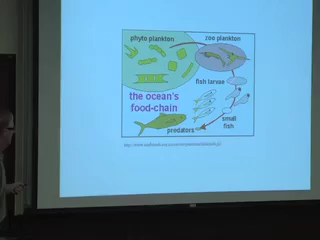 phyto plankton
zoo plankton
fish larvae
the ocean's
food-chain
small
fish
predators